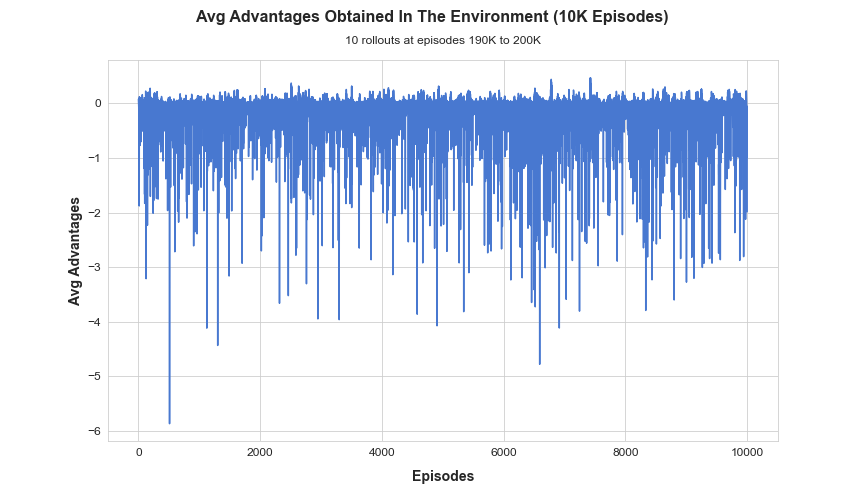 Avg Advantages Obtained In The Environment (10K Episodes)
10 rollouts at episodes 190K to 200K
Avg Advantages
0
−1
−2
−3
−4
−5
−6
0 2000 4000 6000 8000 10000
Episodes